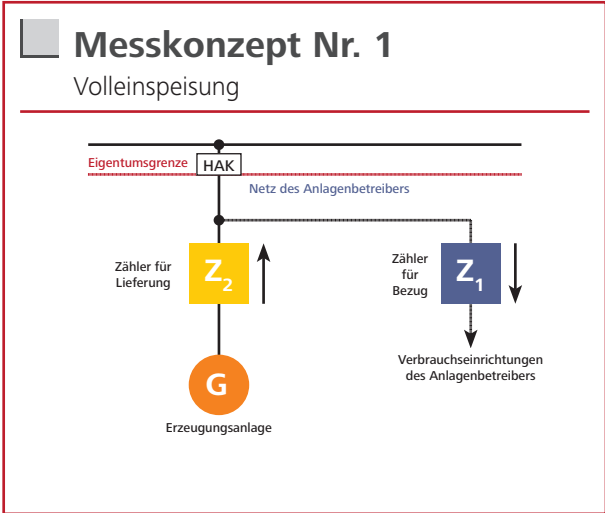 Messkonzept Nr. 1
Volleinspeisung
Eigentumsgrenze
HAK
Netz des Anlagenbetreibers
Zähler für
Lieferung
Z2
Zähler
für
Bezug
Z1
Verbrauchseinrichtungen
des Anlagenbetreibers
G
Erzeugungsanlage